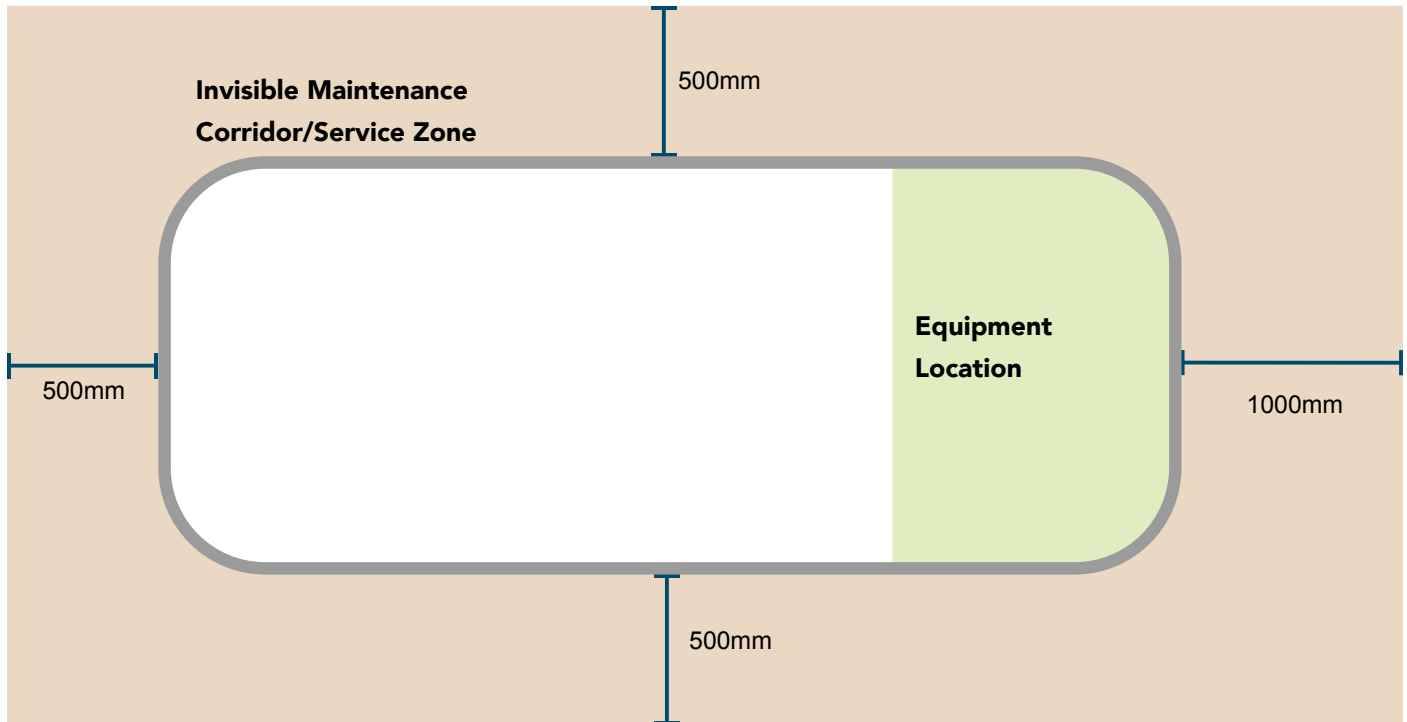 500mm
Invisible Maintenance
Corridor/Service Zone
Equipment
Location
500mm
1000mm
500mm